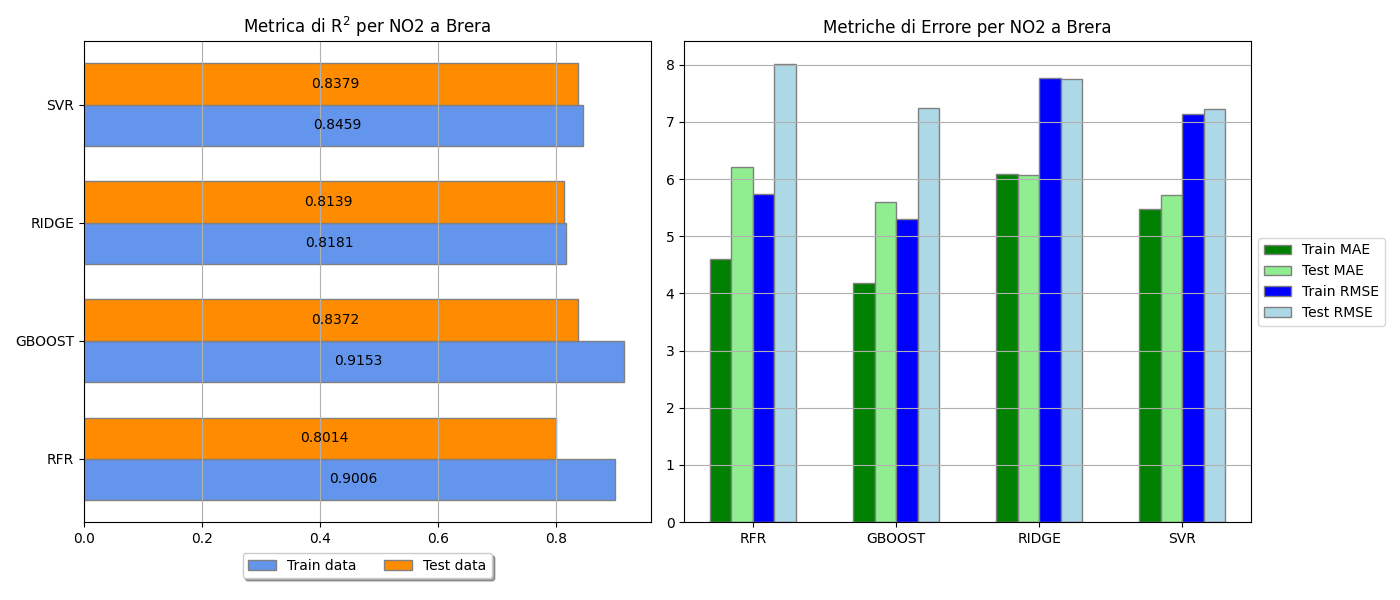 Metrica di R² per NO2 a Brera
SVR
0.8379
0.8459
RIDGE
0.8139
0.8181
GBOOST
0.8372
0.9153
RFR
0.8014
0.9006
0.0 0.2 0.4 0.6 0.8
Train data Test data
Metriche di Errore per NO2 a Brera
8
7
6
5
4
3
2
1
0
RFR GBOOST RIDGE SVR
Train MAE
Test MAE
Train RMSE
Test RMSE